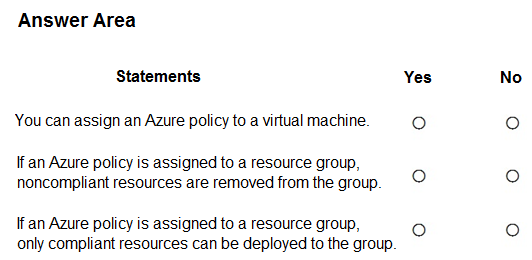 Answer Area
Statements Yes No
You can assign an Azure policy to a virtual machine.
If an Azure policy is assigned to a resource group,
noncompliant resources are removed from the group.
If an Azure policy is assigned to a resource group,
only compliant resources can be deployed to the group.